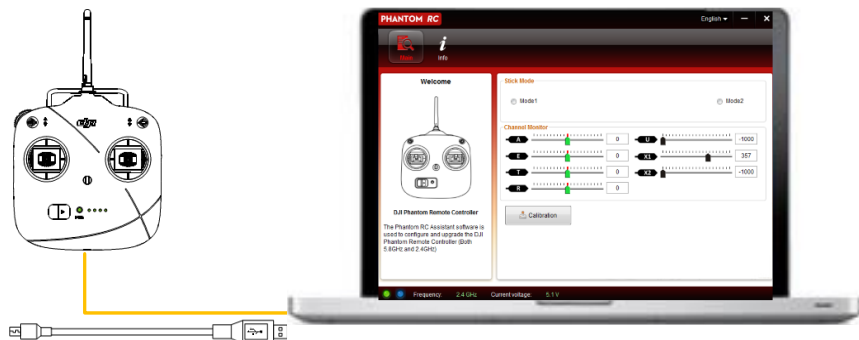 PHANTOM RC
English
Basic
Info
Welcome
DJI Phantom Remote Controller
The Phantom RC Assistant software is
used to configure and upgrade the DJI
Phantom Remote Controller (Both
5.8GHz and 2.4GHz)
Stick Mode
Mode1
Mode2
Channel Monitor
A 0
U -1000
E 0
X1 357
T 0
X2 -1000
R 0
Calibration
Frequency: 2.4 GHz Current voltage: 5.1 V
dji